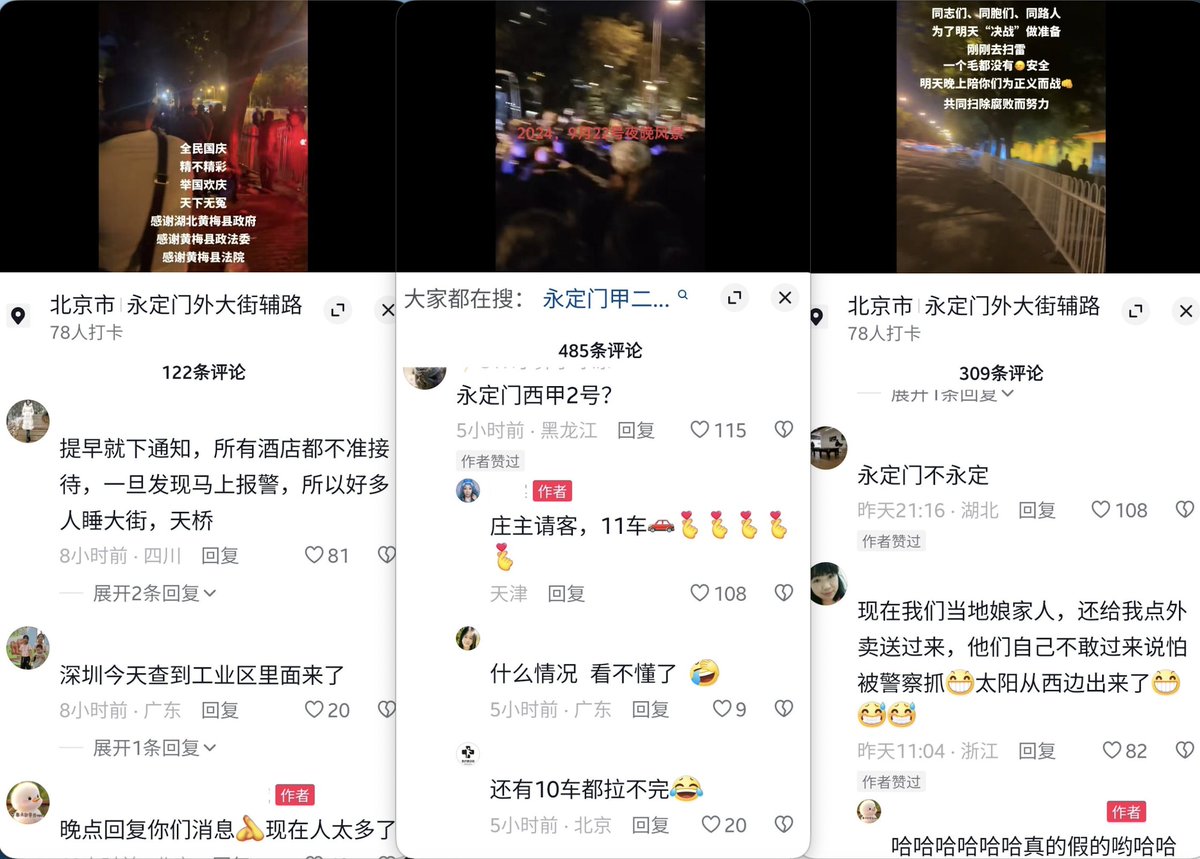 全民国庆
精不精彩
举国欢庆
天下无冤
感谢湖北黄梅县政府
感谢黄梅县政法委
感谢黄梅县法院
北京市 永定门外大街辅路
78人打卡
122条评论
提早就下通知，所有酒店都不准接
待，一旦发现马上报警，所以好多
人睡大街，天桥
8小时前·四川 回复 81
展开2条回复
深圳今天查到工业区里面来了
8小时前·广东 回复 20
展开1条回复
作者
晚点回复你们消息🫴现在人太多了
2024，9月22号夜晚风景
大家都在搜： 永定门甲二...
485条评论
永定门西甲2号？
5小时前·黑龙江 回复 115
作者赞过
作者
庄主请客，11车🚗🫰🫰🫰🫰
🫰
天津 回复 108
什么情况 看不懂了 🤣
5小时前·广东 回复 9
还有10车都拉不完😂
5小时前·北京 回复 20
同志们、同胞们、同路人
为了明天“决战”做准备
刚刚去扫雷
一个毛都没有😊安全
明天晚上陪你们为正义而战👊
共同扫除腐败而努力
北京市 永定门外大街辅路
78人打卡
309条评论
展开1条回复
永定门不永定
昨天21:16·湖北 回复 108
作者赞过
现在我们当地娘家人，还给我点外
卖送过来，他们自己不敢过来说怕
被警察抓😁太阳从西边出来了😁
😅😅
昨天11:04·浙江 回复 82
作者赞过
作者
哈哈哈哈哈哈真的假的哟哈哈